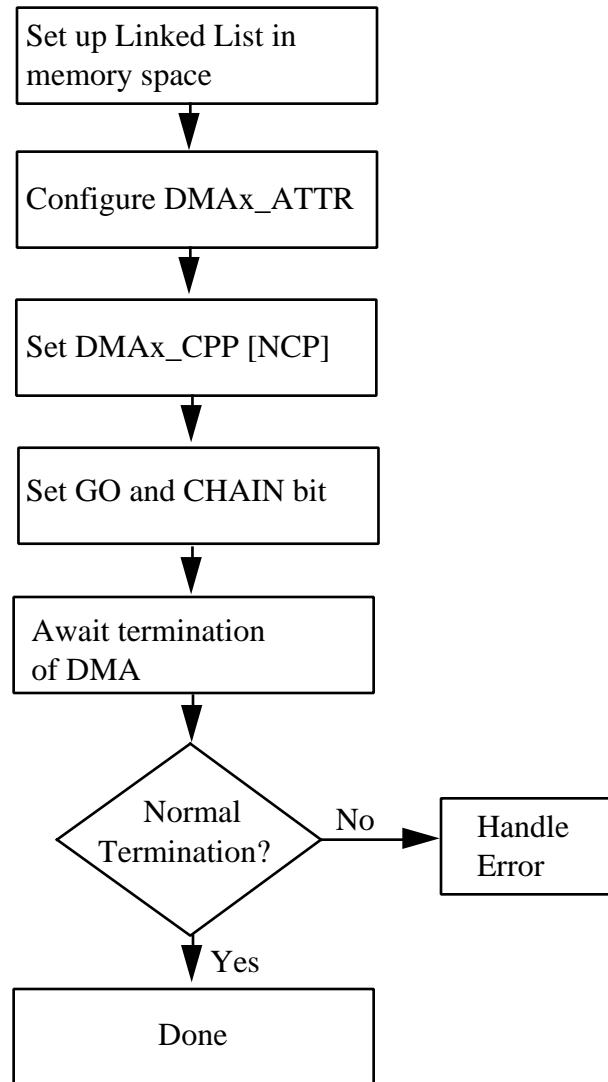 Set up Linked List in
memory space
Configure DMAx_ATTR
Set DMAx_CPP [NCP]
Set GO and CHAIN bit
Await termination
of DMA
Normal
Termination?
No
Handle
Error
Yes
Done